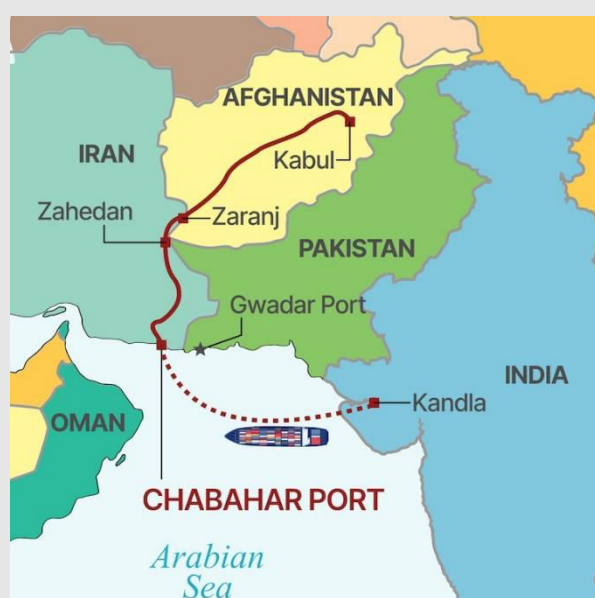 AFGHANISTAN
IRAN
Kabul
Zahedan
Zaranj
PAKISTAN
Gwadar Port
INDIA
Kandla
OMAN
CHABAHAR PORT
Arabian
Sea